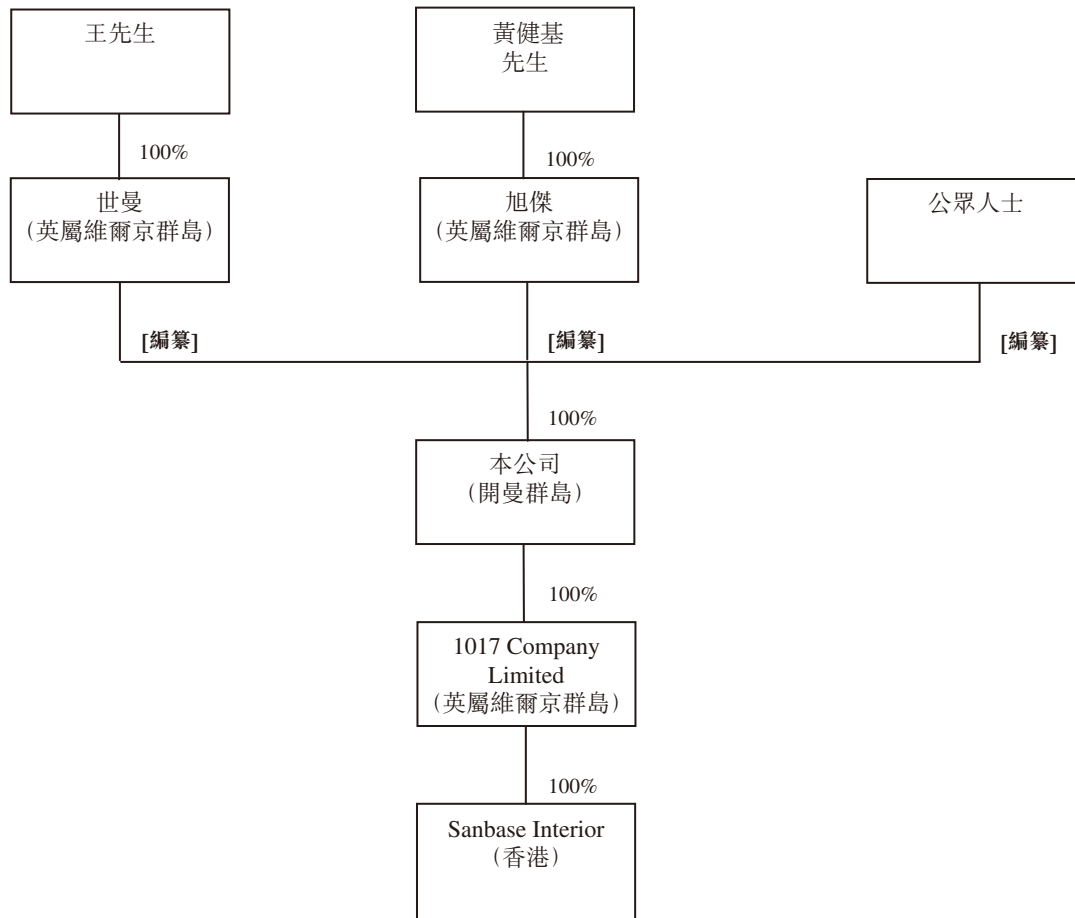 王先生
黃健基
先生
100%
100%
世曼
(英屬維爾京群島)
旭傑
(英屬維爾京群島)
公眾人士
[編纂]
[編纂]
[編纂]
100%
本公司
(開曼群島)
100%
1017 Company
Limited
(英屬維爾京群島)
100%
Sanbase Interior
(香港)